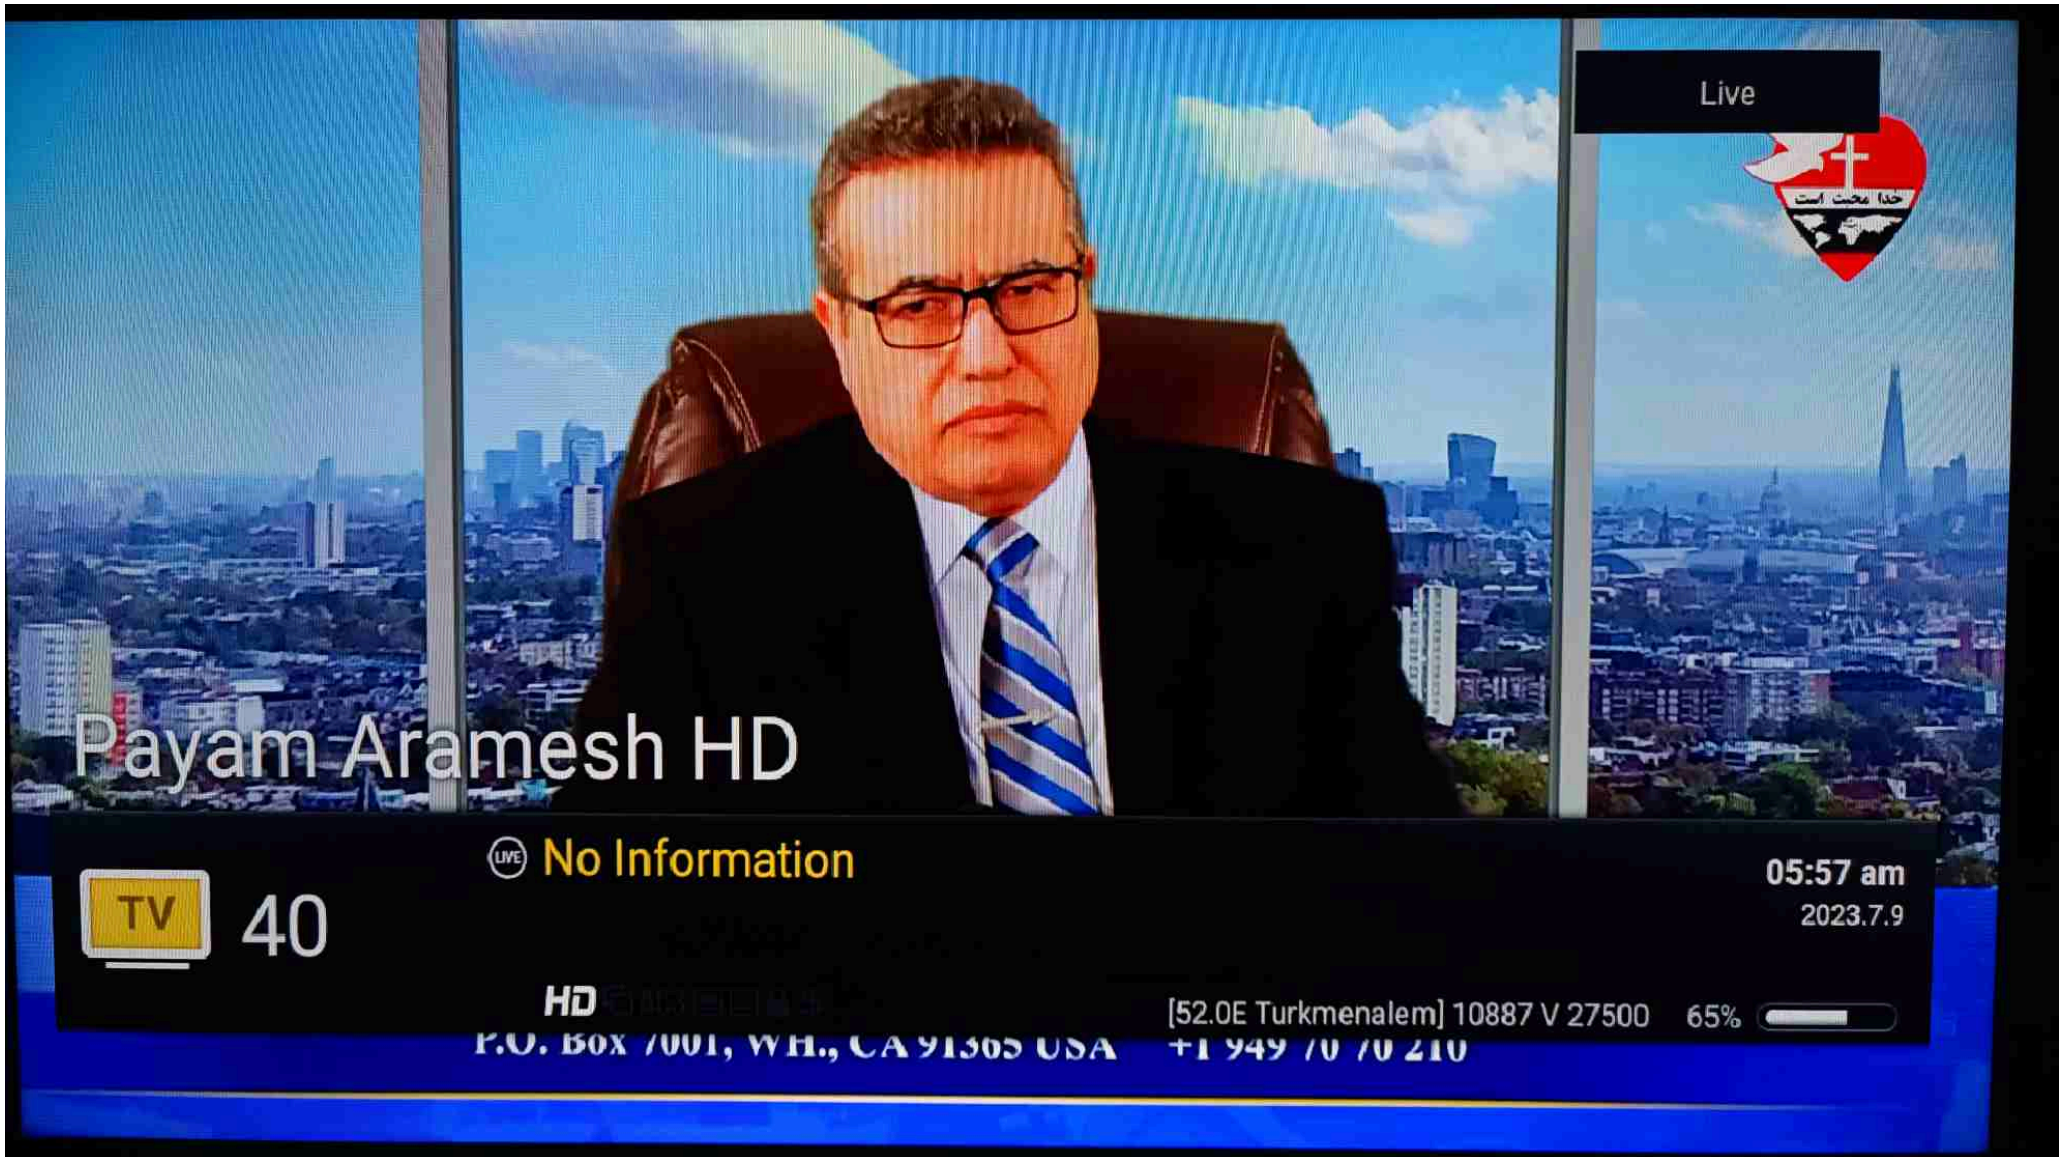 Live
خدا محبت است
Payam Aramesh HD
LIVE No Information
05:57 am
2023.7.9
TV 40
HD
[52.0E Turkmenalem] 10887 V 27500 65%
P.O. Box 7001, WH., CA 91365 USA +1 949 70 70 210